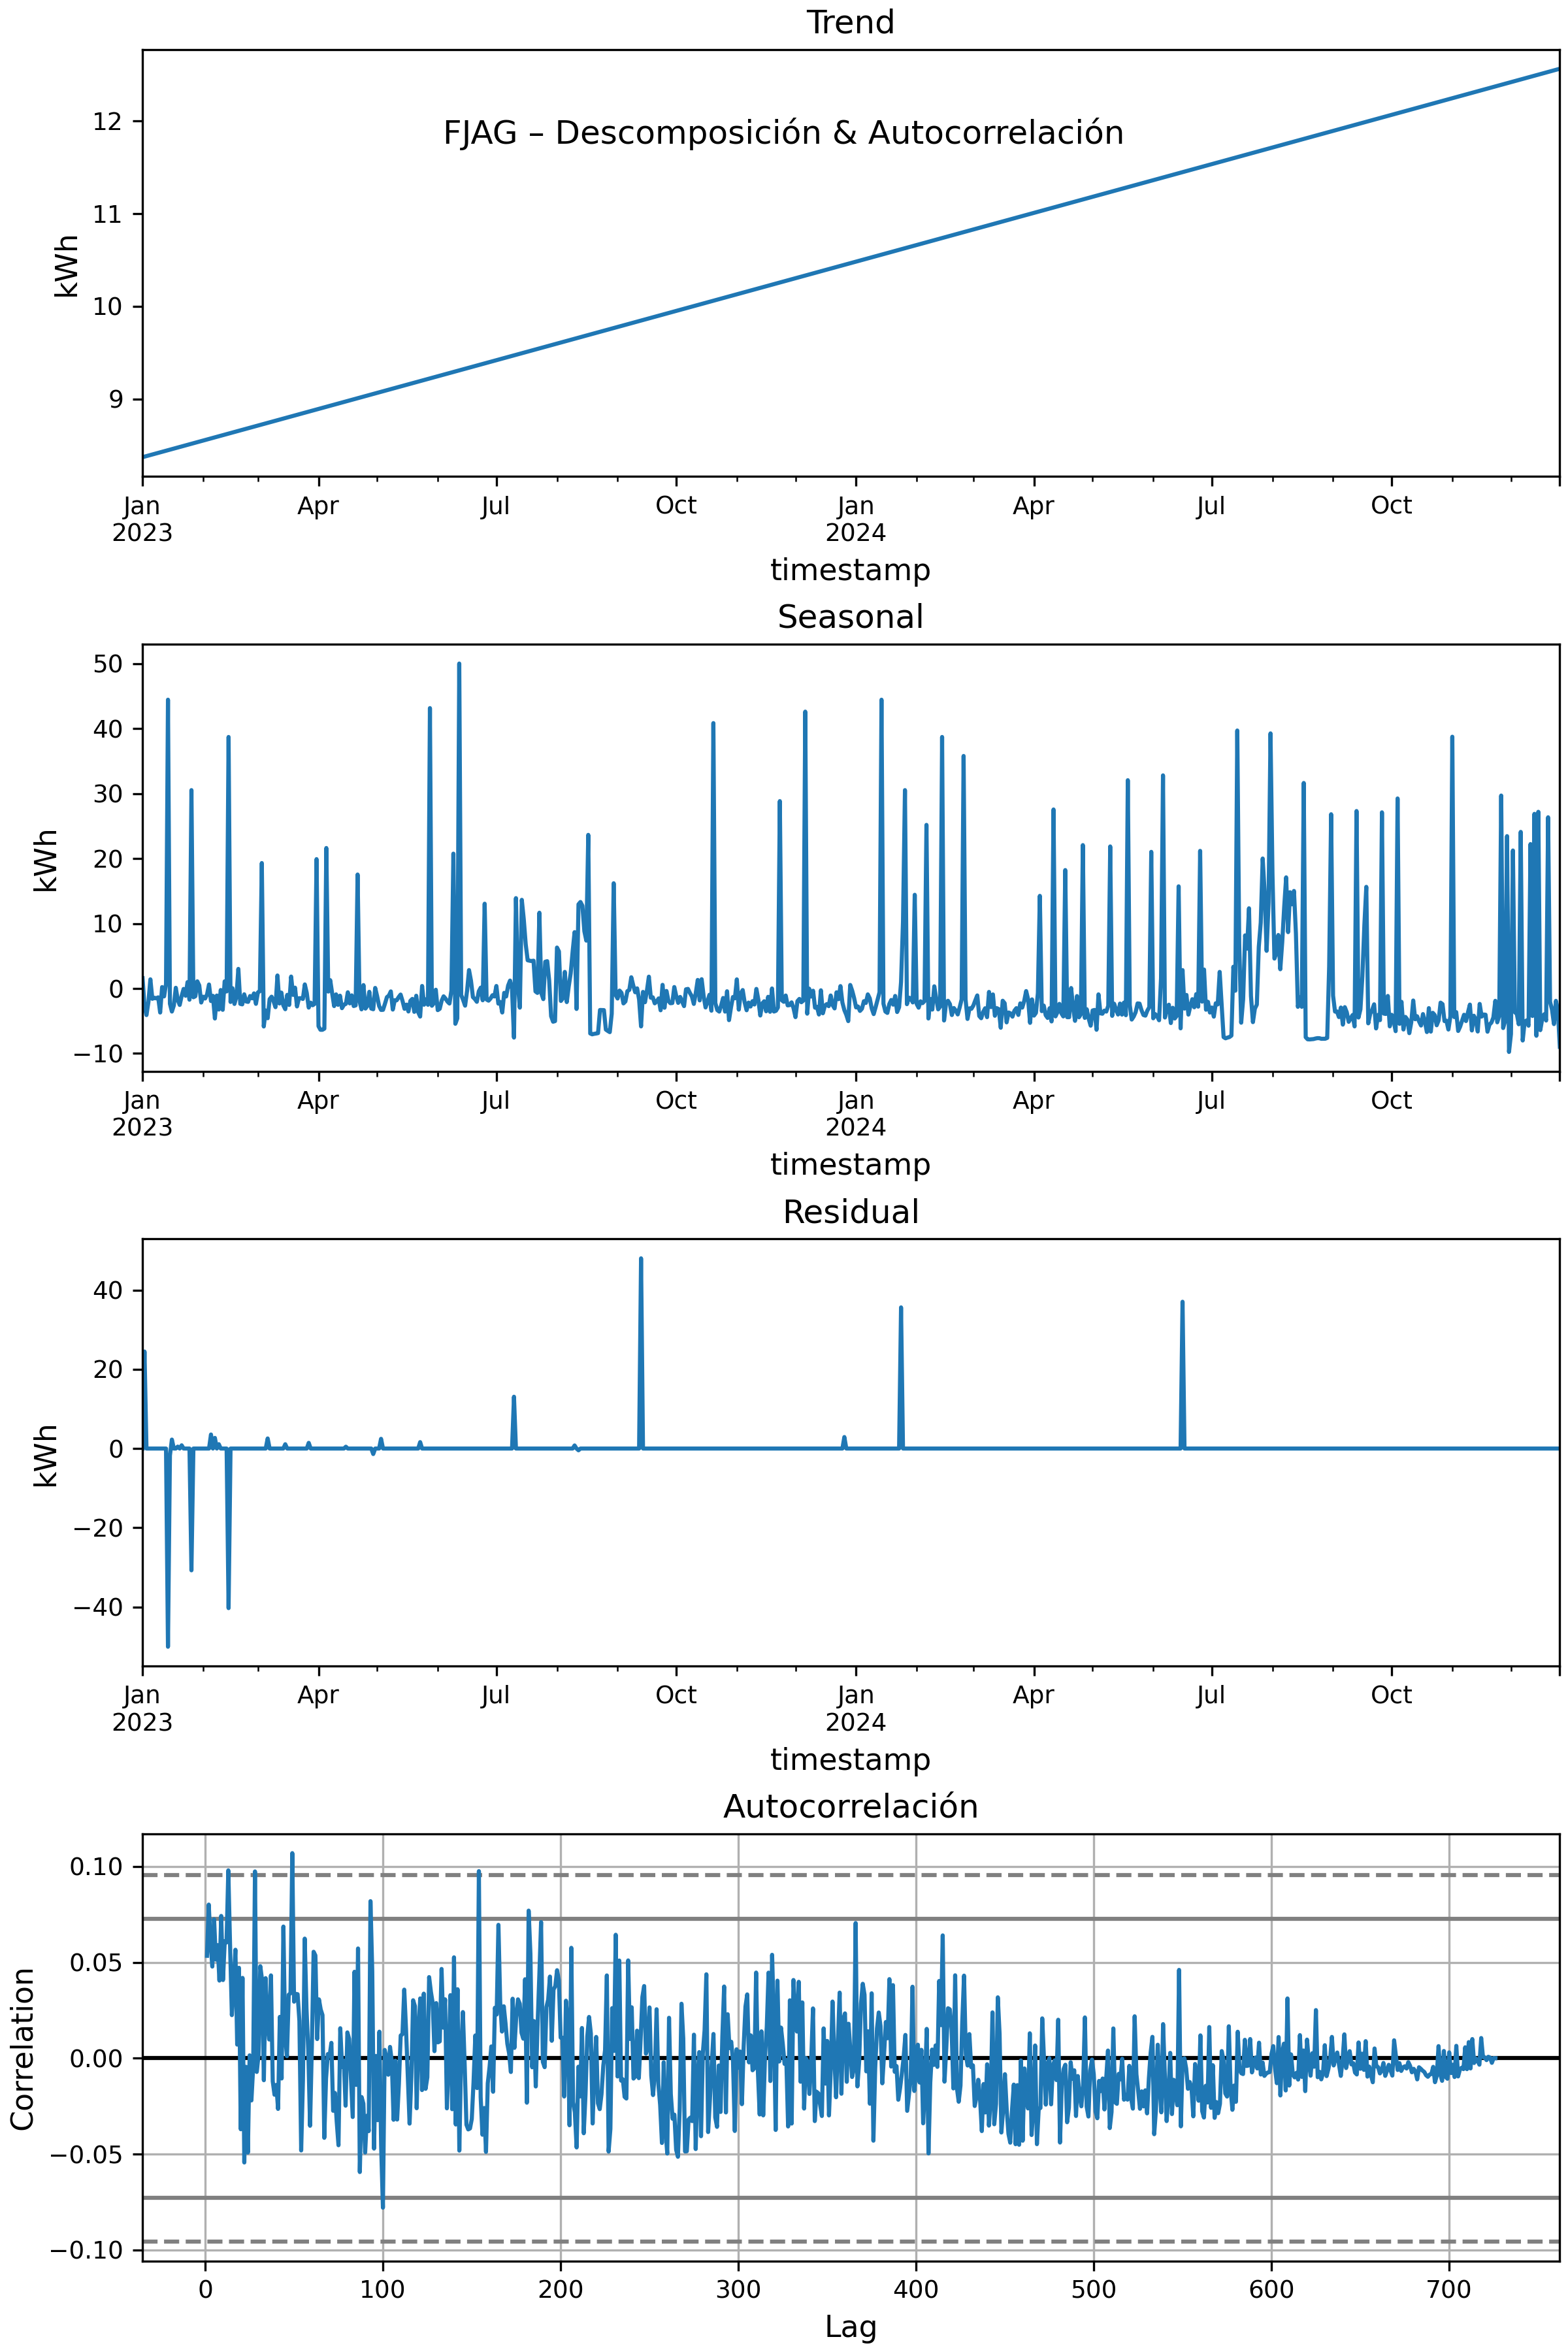 Trend
12
FJAG – Descomposición & Autocorrelación
11
kWh
10
9
Jan Apr Jul Oct Jan Apr Jul Oct
2023 2024
timestamp
Seasonal
50
40
30
20
kWh
10
0
−10
Jan Apr Jul Oct Jan Apr Jul Oct
2023 2024
timestamp
Residual
40
20
0
kWh
−20
−40
Jan Apr Jul Oct Jan Apr Jul Oct
2023 2024
timestamp
Autocorrelación
0.10
0.05
0.00
Correlation
−0.05
−0.10
0 100 200 300 400 500 600 700
Lag